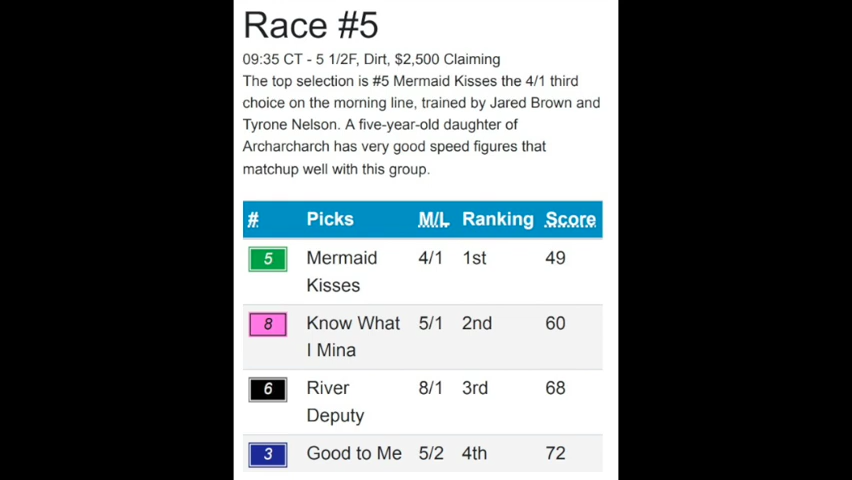 Race #5
09:35 CT - 5 1/2F, Dirt, $2,500 Claiming
The top selection is #5 Mermaid Kisses the 4/1 third
choice on the morning line, trained by Jared Brown and
Tyrone Nelson. A five-year-old daughter of
Archarcharch has very good speed figures that
matchup well with this group.
# Picks M/L Ranking Score
5 Mermaid 4/1 1st 49
Kisses
8 Know What 5/1 2nd 60
I Mina
6 River 8/1 3rd 68
Deputy
3 Good to Me 5/2 4th 72